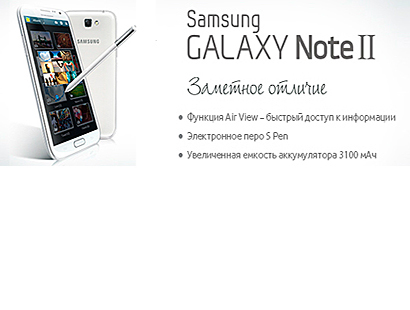 Samsung
GALAXY Note II
Заметное отличие
Функция Air View – быстрый доступ к информации
Электронное перо S Pen
Увеличенная емкость аккумулятора 3100 мАч
SAMSUNG